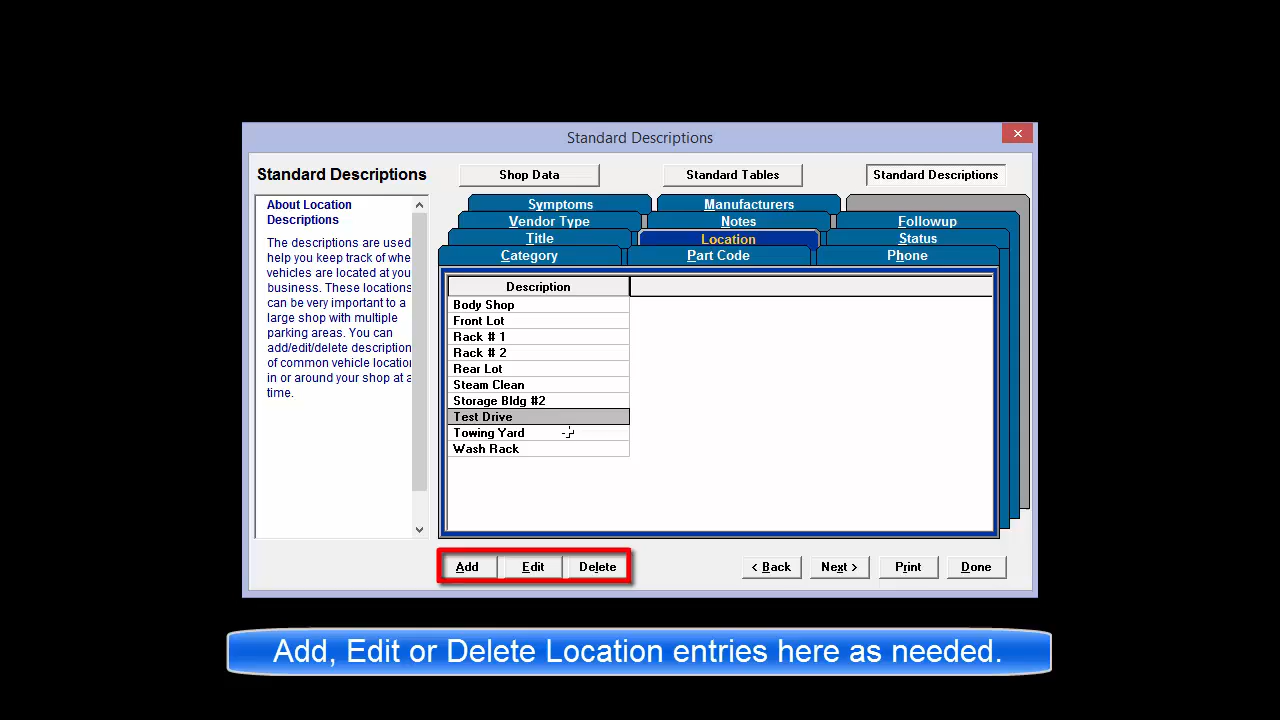 Standard Descriptions
Standard Descriptions
Shop Data
Standard Tables
Standard Descriptions
About Location
Descriptions
The descriptions are used
help you keep track of whe
vehicles are located at you
business. These locations
can be very important to a
large shop with multiple
parking areas. You can
add/edit/delete description
of common vehicle location
in or around your shop at a
time.
Symptoms
Manufacturers
Vendor Type
Notes
Followup
Title
Location
Status
Category
Part Code
Phone
Description
Body Shop
Front Lot
Rack # 1
Rack # 2
Rear Lot
Steam Clean
Storage Bldg #2
Test Drive
Towing Yard
Wash Rack
Add
Edit
Delete
< Back
Next >
Print
Done
Add, Edit or Delete Location entries here as needed.